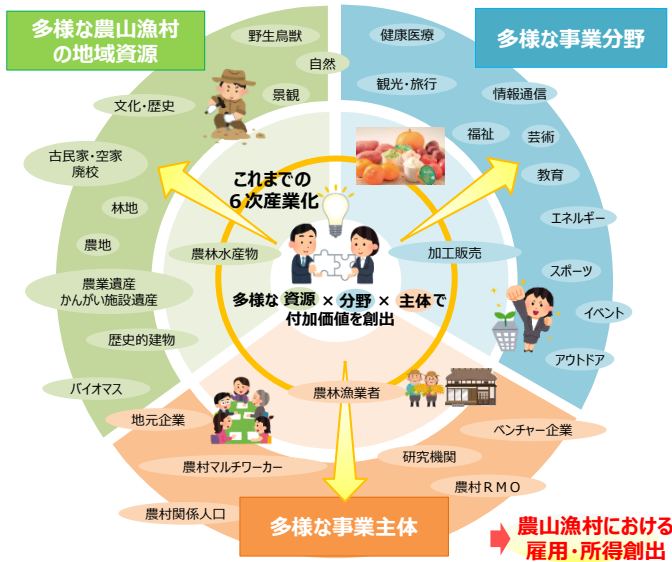 多様な農山漁村
の地域資源
野生鳥獣
自然
景観
文化・歴史
古民家・空家
廃校
林地
農地
農業遺産
かんがい施設遺産
歴史的建物
バイオマス
多様な事業分野
健康医療
観光・旅行
情報通信
福祉
芸術
教育
エネルギー
スポーツ
イベント
アウトドア
これまでの
６次産業化
農林水産物
加工販売
多様な 資源 × 分野 × 主体で
付加価値を創出
農林漁業者
地元企業
農村マルチワーカー
農村関係人口
ベンチャー企業
研究機関
農村ＲＭＯ
多様な事業主体
農山漁村における
雇用・所得創出